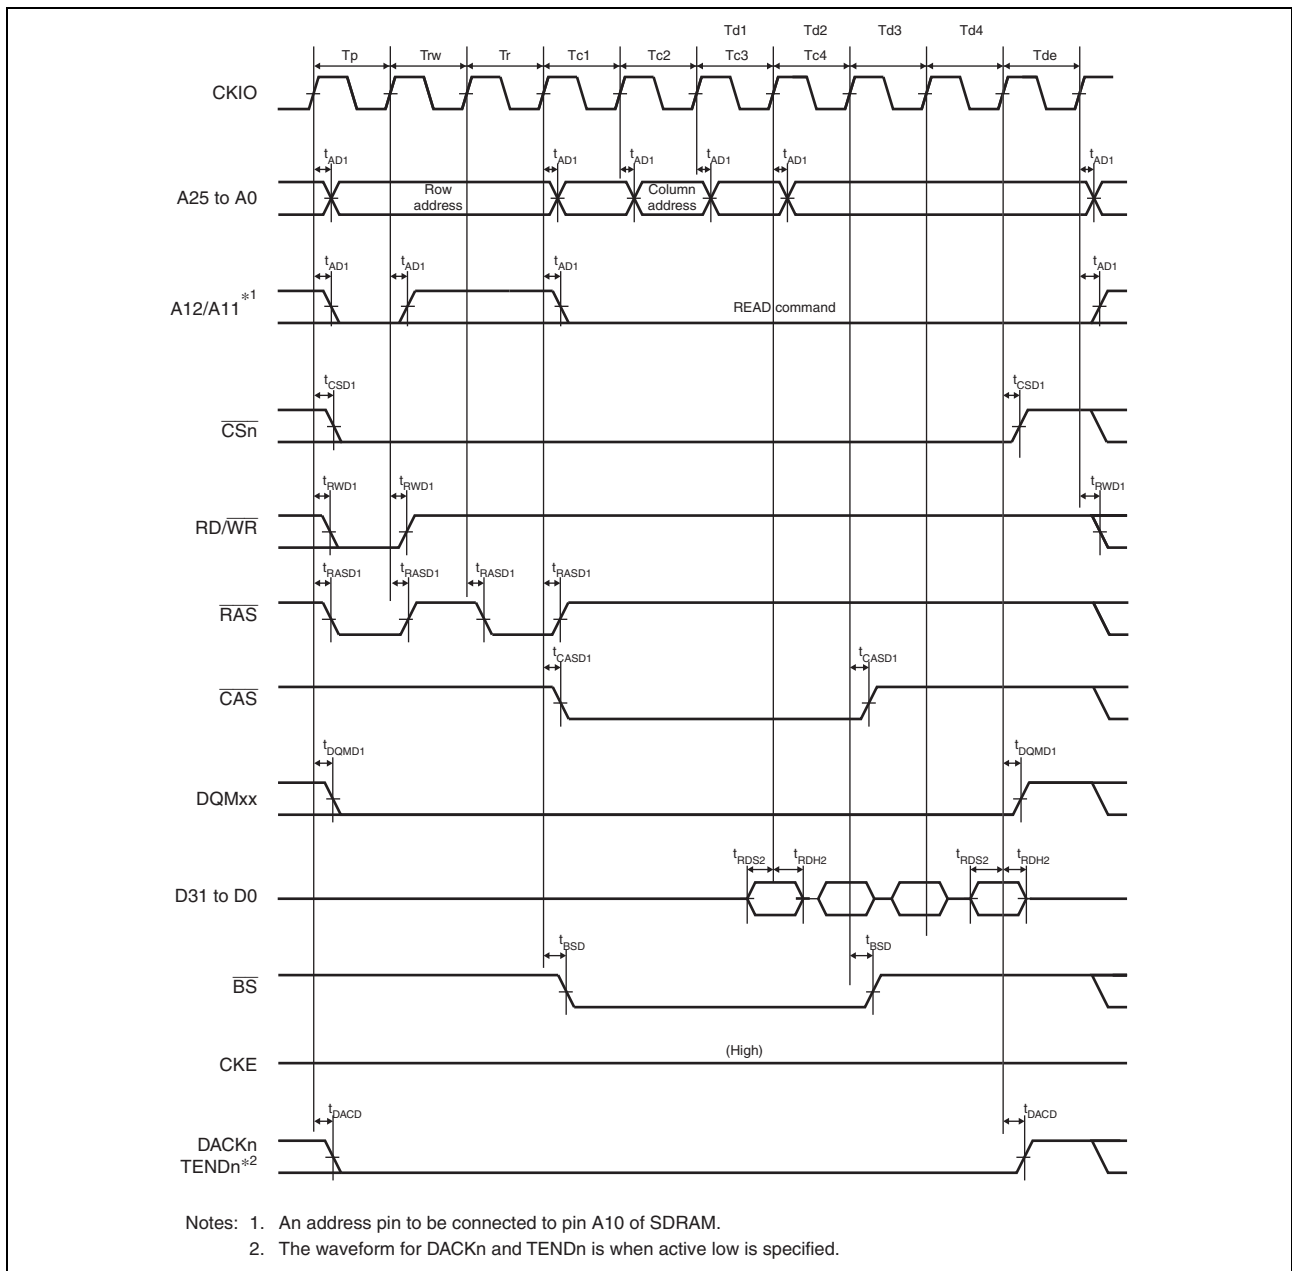 Td1 Td2 Td3 Td4
Tp Trw Tr Tc1 Tc2 Tc3 Tc4 Tde
CKIO
tAD1 tAD1 tAD1 tAD1 tAD1 tAD1
A25 to A0
Row
address
Column
address
tAD1 tAD1 tAD1 tAD1
A12/A11*1
READ command
tCSD1 tCSD1
CSn
tRWD1 tRWD1 tRWD1
RD/WR
tRASD1 tRASD1 tRASD1 tRASD1
RAS
tCASD1 tCASD1
CAS
tDQMD1 tDQMD1
DQMxx
tRDS2 tRDH2 tRDS2 tRDH2
D31 to D0
tBSD tBSD
BS
(High)
CKE
tDACD tDACD
DACKn
TENDn*2
Notes: 1. An address pin to be connected to pin A10 of SDRAM.
2. The waveform for DACKn and TENDn is when active low is specified.